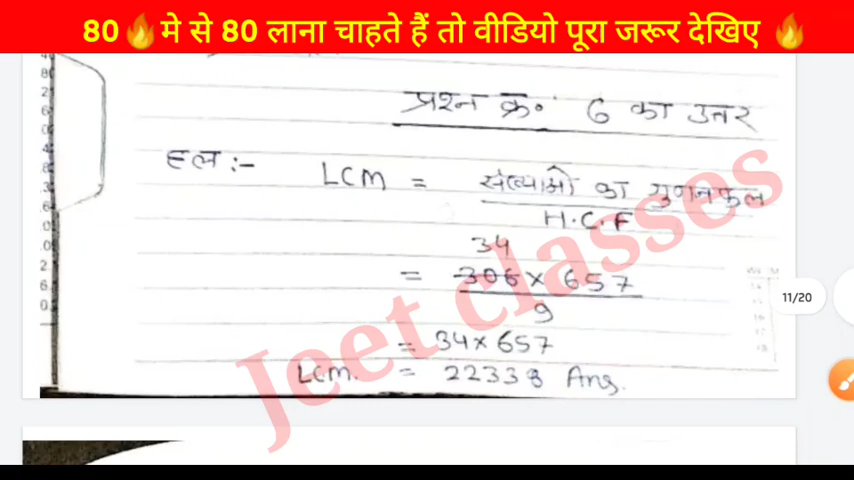 80🔥मे से 80 लाना चाहते हैं तो वीडियो पूरा जरूर देखिए 🔥
प्रश्न क्र॰ 6 का उत्तर
हल :-
LCM = संख्याओ का गुणनफल
H.C.F
34
= 306 × 657
9
= 34 × 657
LCM. = 22338 Ans.
Jeet classes
11/20